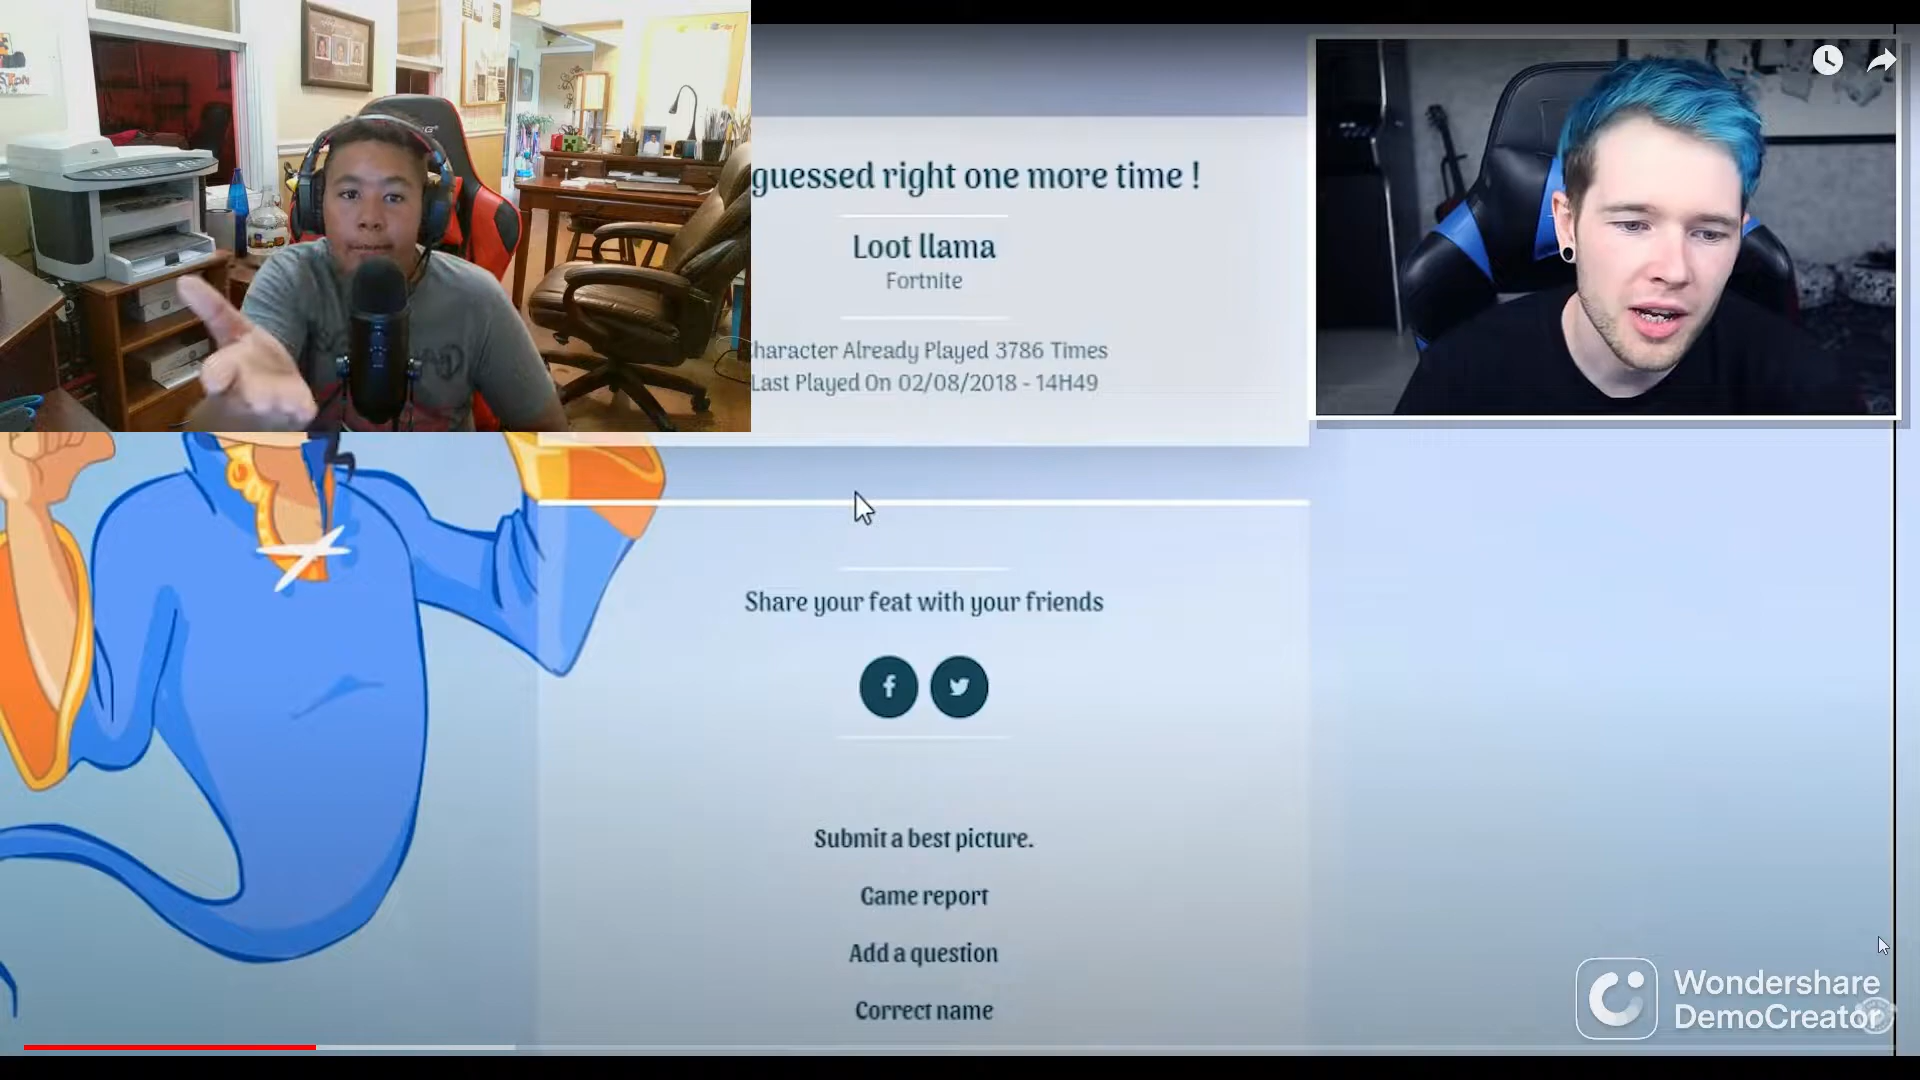 guessed right one more time !
Loot llama
Fortnite
haracter Already Played 3786 Times
Last Played On 02/08/2018 - 14H49
Share your feat with your friends
Submit a best picture.
Game report
Add a question
Correct name
Wondershare
DemoCreator